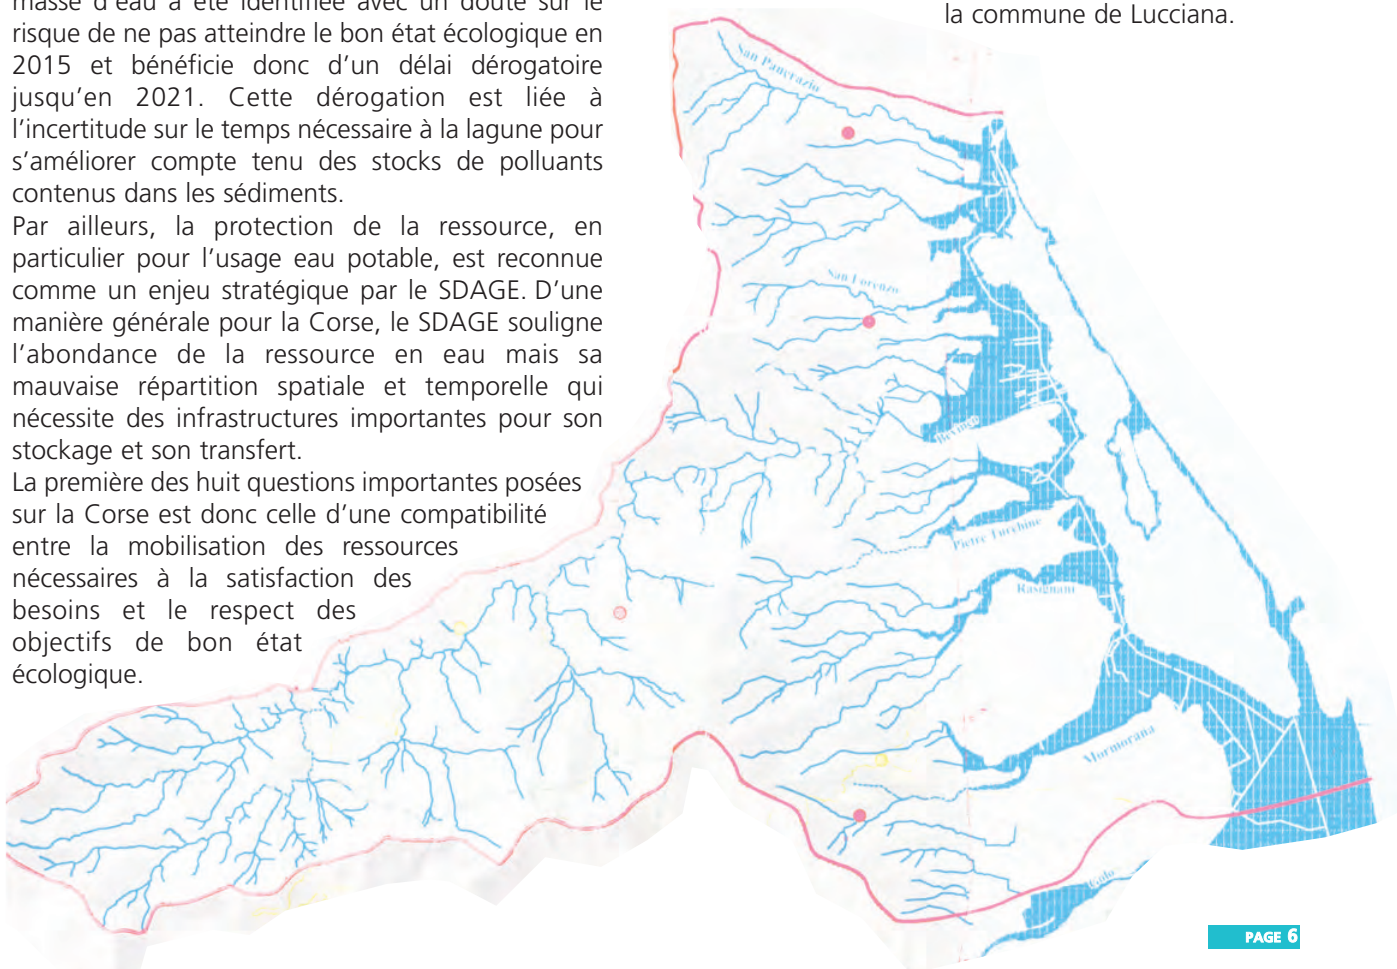 masse d'eau a été identifiée avec un doute sur le
risque de ne pas atteindre le bon état écologique en
2015 et bénéficie donc d'un délai dérogatoire
jusqu'en 2021. Cette dérogation est liée à
l'incertitude sur le temps nécessaire à la lagune pour
s'améliorer compte tenu des stocks de polluants
contenus dans les sédiments.
Par ailleurs, la protection de la ressource, en
particulier pour l'usage eau potable, est reconnue
comme un enjeu stratégique par le SDAGE. D'une
manière générale pour la Corse, le SDAGE souligne
l'abondance de la ressource en eau mais sa
mauvaise répartition spatiale et temporelle qui
nécessite des infrastructures importantes pour son
stockage et son transfert.
La première des huit questions importantes posées
sur la Corse est donc celle d'une compatibilité
entre la mobilisation des ressources
nécessaires à la satisfaction des
besoins et le respect des
objectifs de bon état
écologique.
la commune de Lucciana.
San Pancrazio
San Lorenzo
Bevinco
Pietre Turchine
Rasignani
Mormorana
Golo
PAGE 6